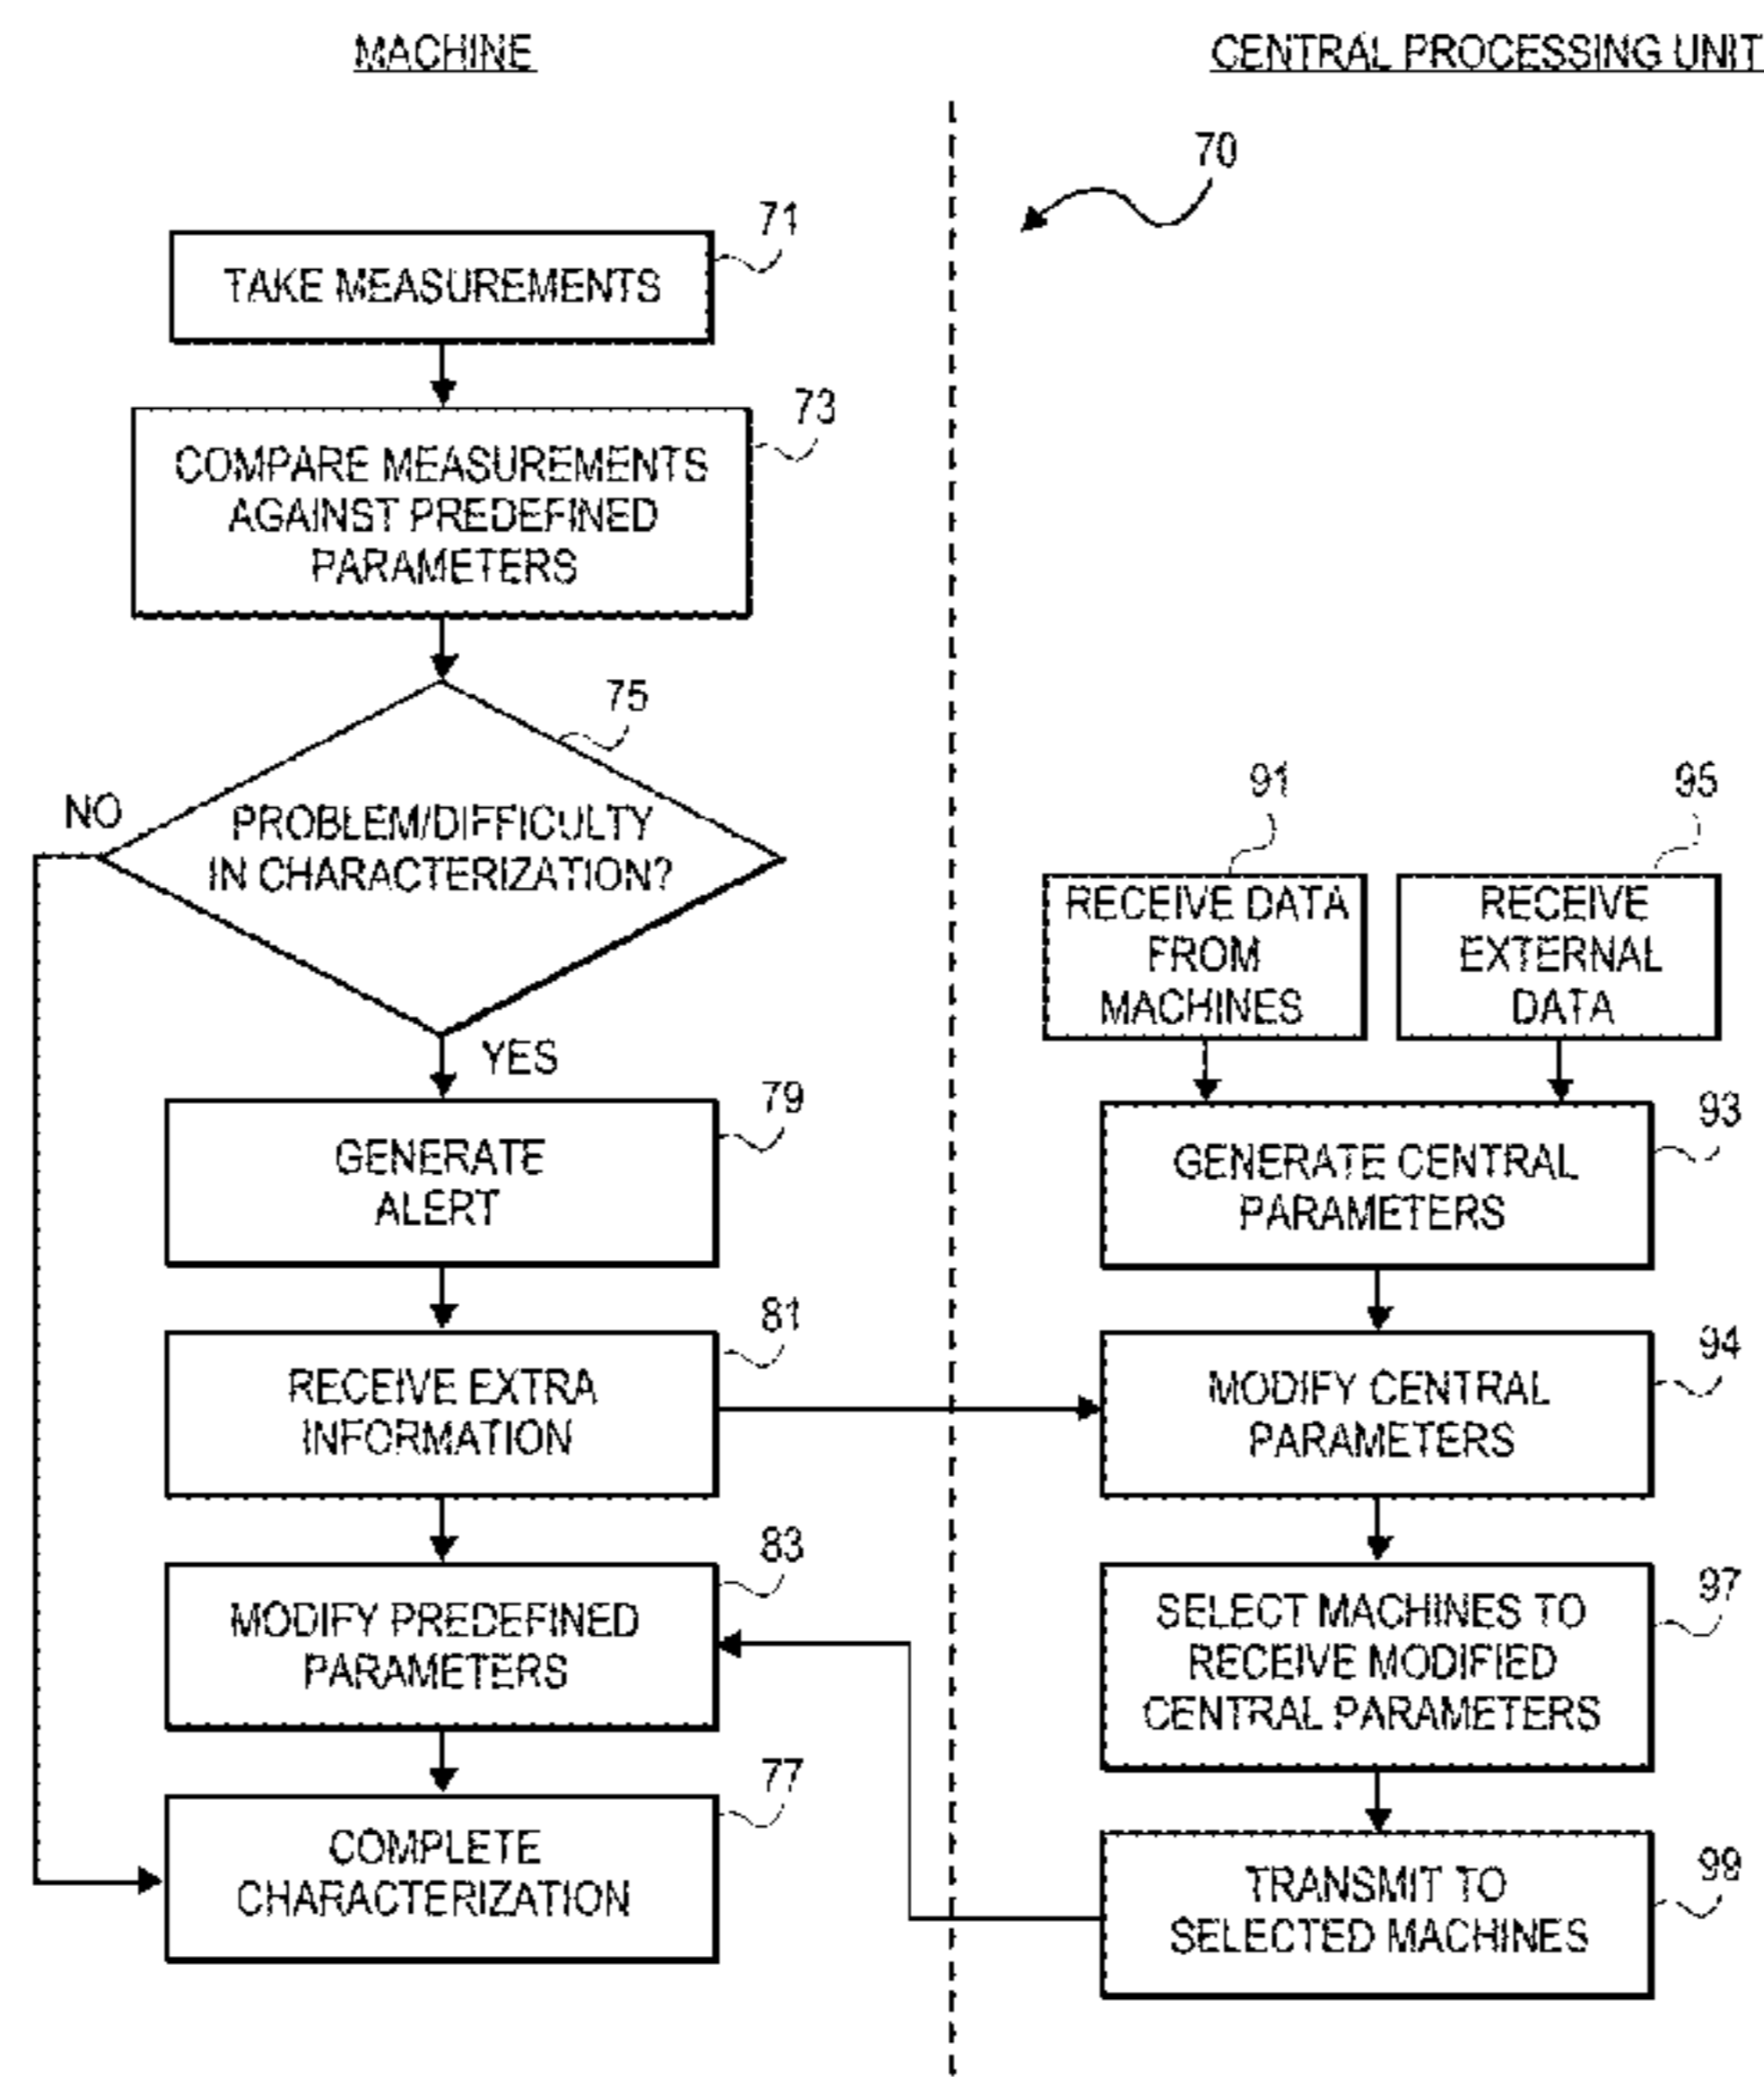 MACHINE
CENTRAL PROCESSING UNIT
70
71
TAKE MEASUREMENTS
73
COMPARE MEASUREMENTS
AGAINST PREDEFINED
PARAMETERS
75
NO
PROBLEM/DIFFICULTY
IN CHARACTERIZATION?
YES
79
GENERATE
ALERT
81
RECEIVE EXTRA
INFORMATION
83
MODIFY PREDEFINED
PARAMETERS
77
COMPLETE
CHARACTERIZATION
91
RECEIVE DATA
FROM
MACHINES
95
RECEIVE
EXTERNAL
DATA
93
GENERATE CENTRAL
PARAMETERS
94
MODIFY CENTRAL
PARAMETERS
97
SELECT MACHINES TO
RECEIVE MODIFIED
CENTRAL PARAMETERS
99
TRANSMIT TO
SELECTED MACHINES